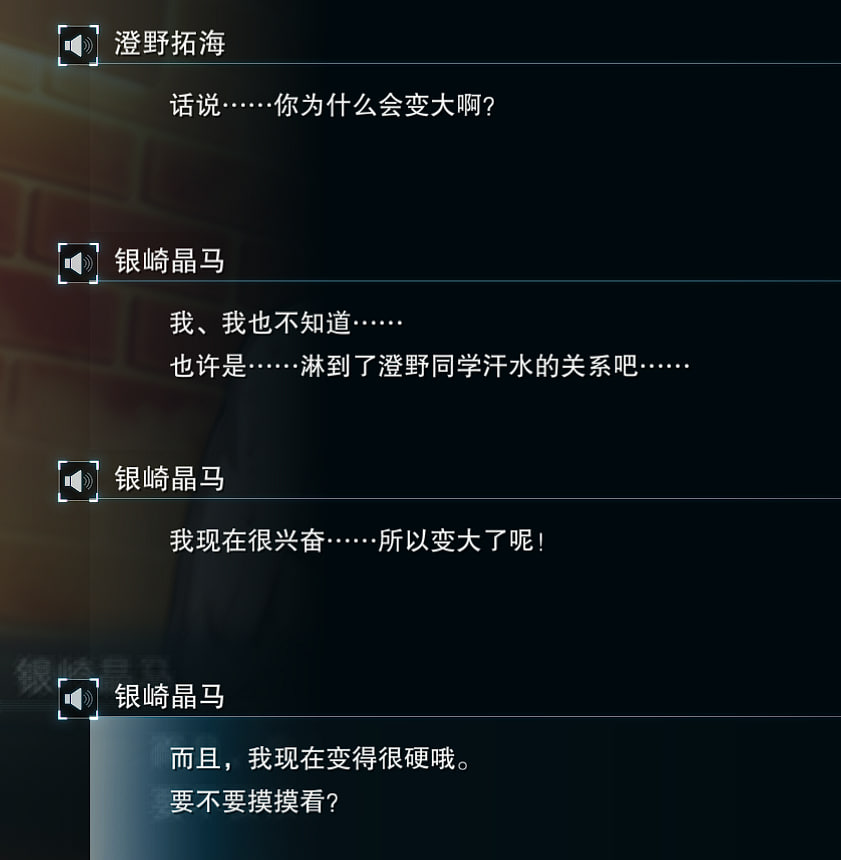 澄野拓海
话说……你为什么会变大啊？
银崎晶马
我、我也不知道……
也许是……淋到了澄野同学汗水的关系吧……
银崎晶马
我现在很兴奋……所以变大了呢！
银崎晶马
银崎晶马
而且，我现在变得很硬哦。
要不要摸摸看？